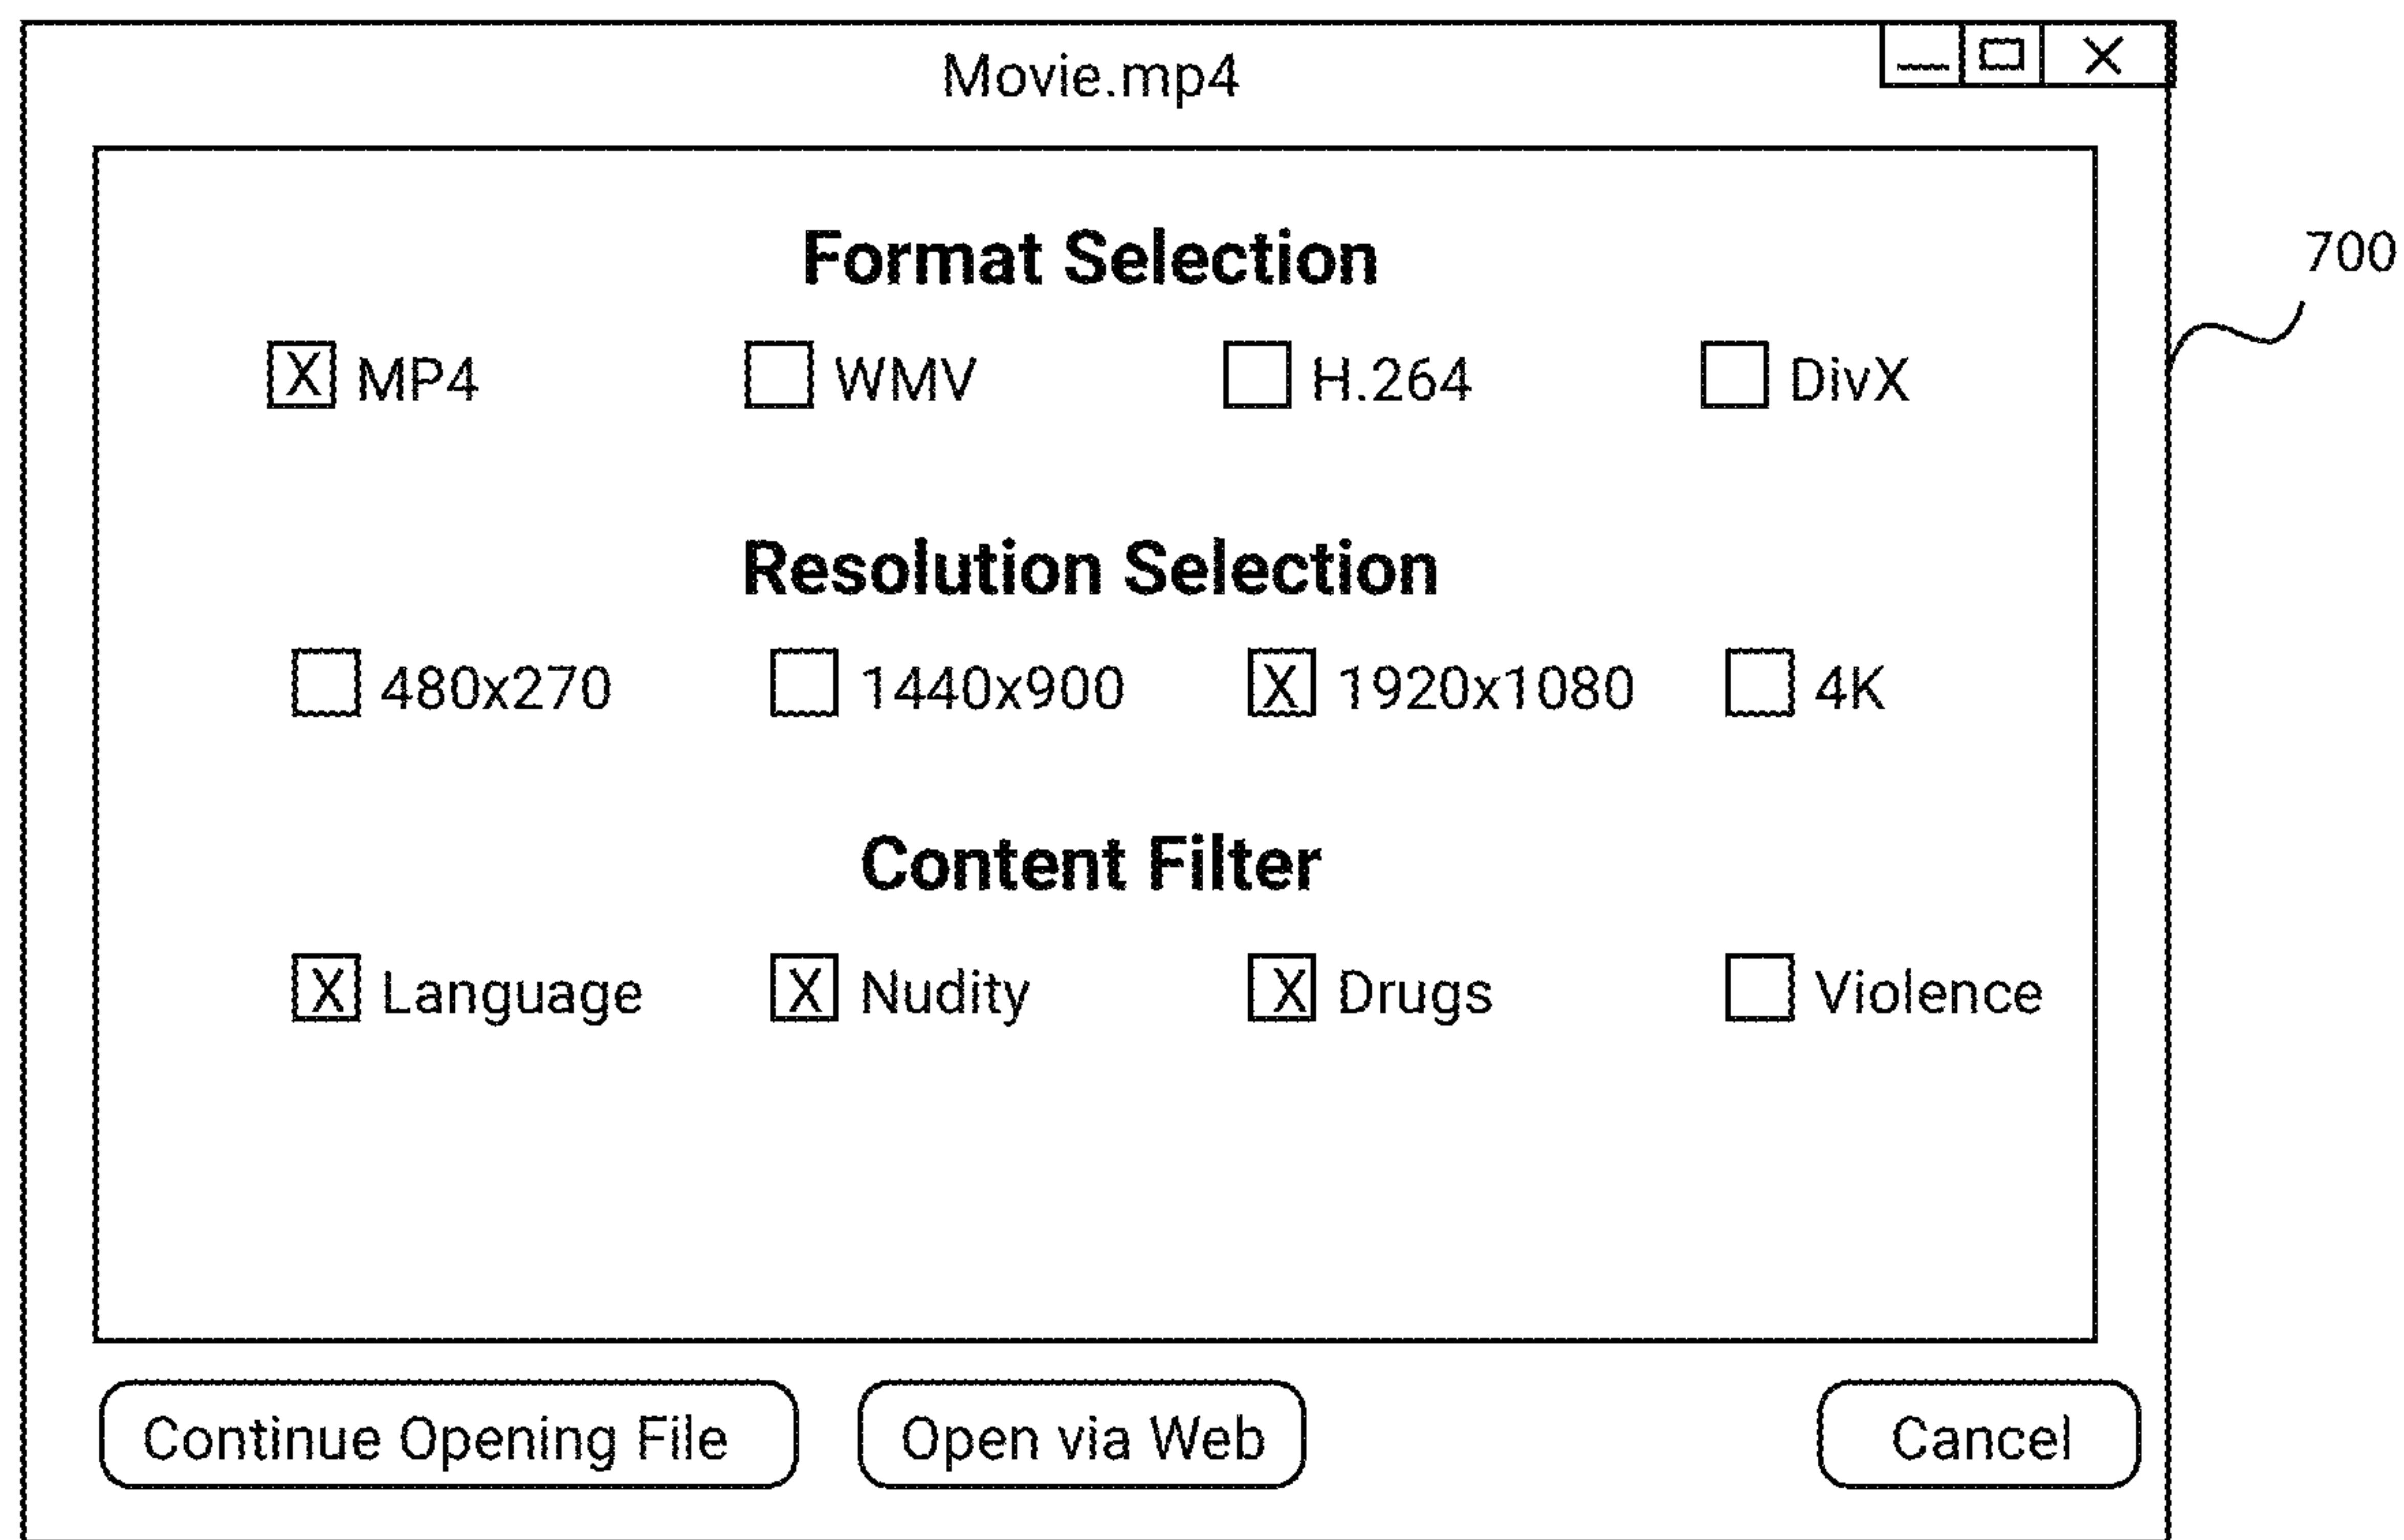 Movie.mp4
Format Selection
700
X MP4 WMV H.264 DivX
Resolution Selection
480x270 1440x900 X 1920x1080 4K
Content Filter
X Language X Nudity X Drugs Violence
Continue Opening File Open via Web Cancel